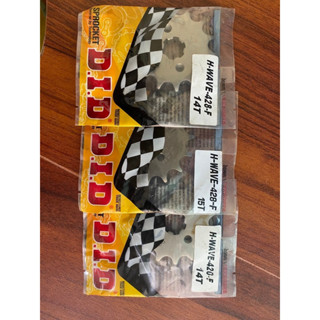 SPROCKET
D.I.D
H-WAVE-428-F
14T
D.I.D
H-WAVE-428-F
15T
D.I.D
H-WAVE-420-F
14T